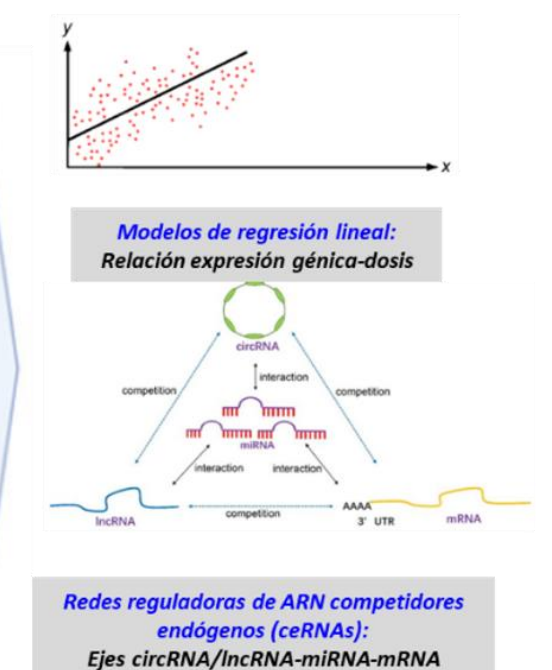 y
x
Modelos de regresión lineal:
Relación expresión génica-dosis
circRNA
interaction
competition
competition
miRNA
interaction
interaction
lncRNA
competition
AAAA
3' UTR
mRNA
Redes reguladoras de ARN competidores
endógenos (ceRNAs):
Ejes circRNA/lncRNA-miRNA-mRNA